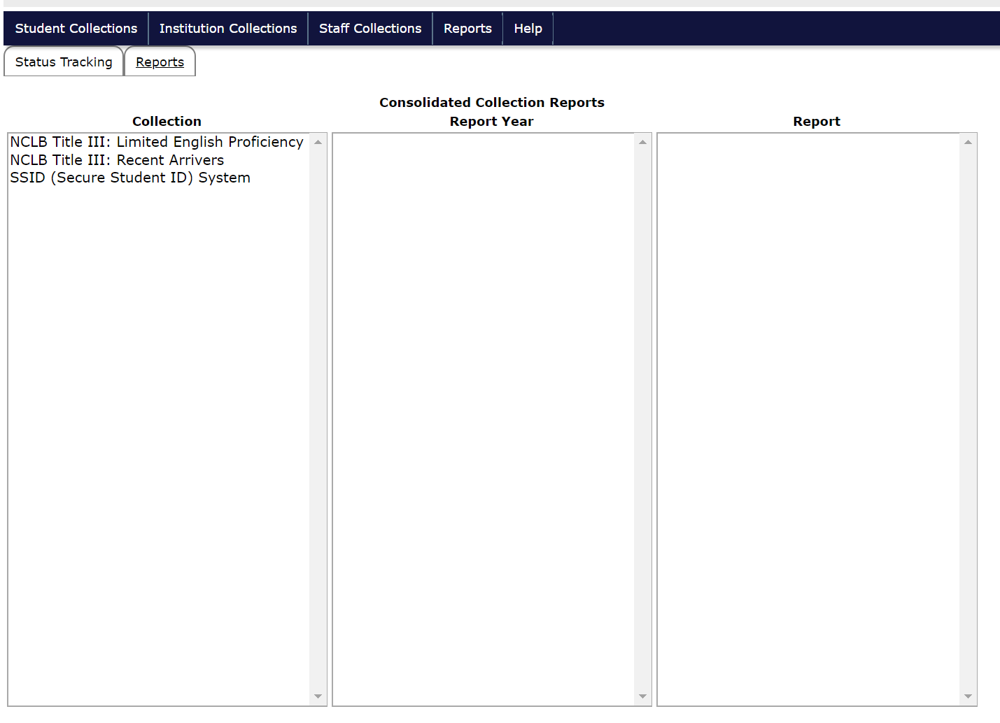 Student Collections Institution Collections Staff Collections Reports Help
Status Tracking Reports
Consolidated Collection Reports
Collection Report Year Report
NCLB Title III: Limited English Proficiency
NCLB Title III: Recent Arrivers
SSID (Secure Student ID) System